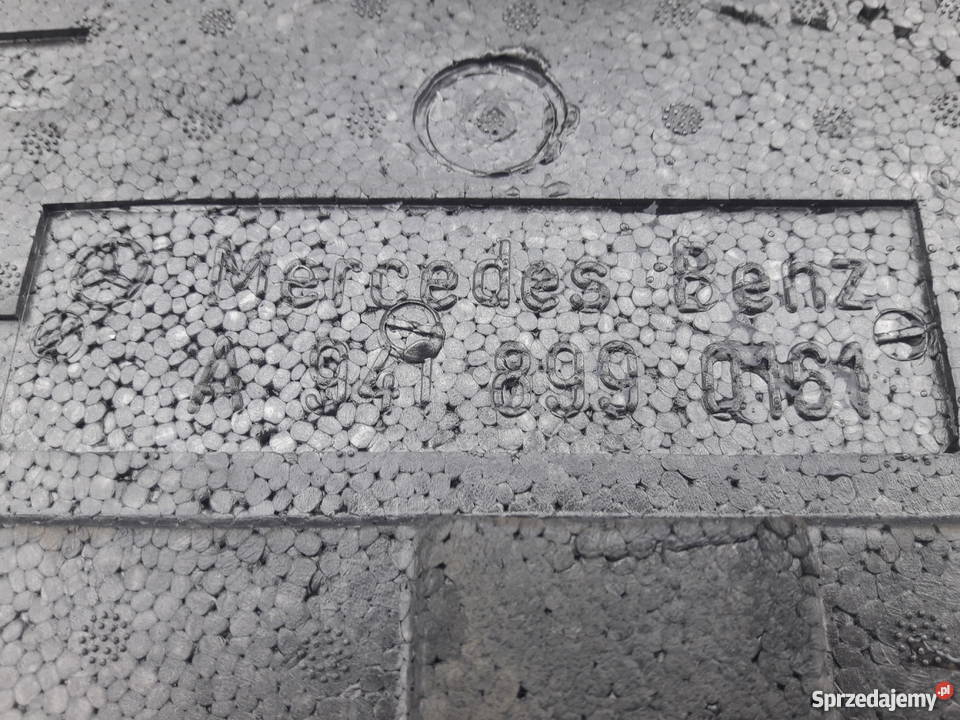 Mercedes Benz
A 941 899 0161
Sprzedajemy.pl